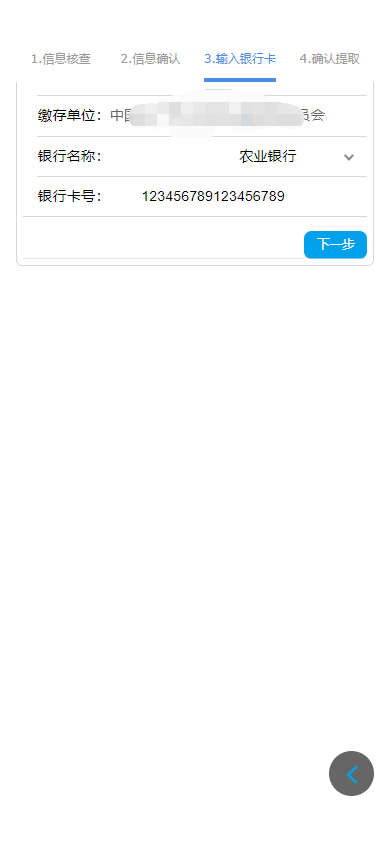 1.信息核查 2.信息确认 3.输入银行卡 4.确认提取
缴存单位: 中 员会
银行名称: 农业银行
银行卡号: 123456789123456789
下一步